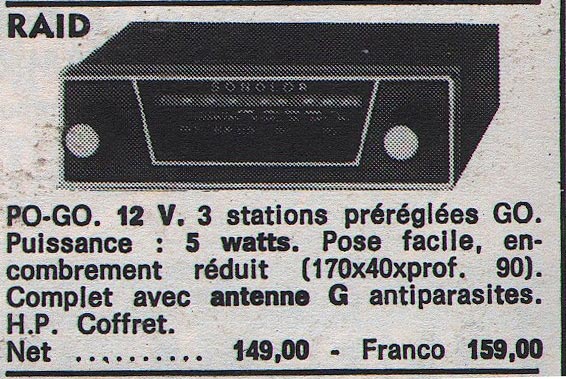 RAID
SONOLOR
PO-GO. 12 V. 3 stations préréglées GO.
Puissance : 5 watts. Pose facile, en-
combrement réduit (170x40xprof. 90).
Complet avec antenne G antiparasites.
H.P. Coffret.
Net .......... 149,00 - Franco 159,00